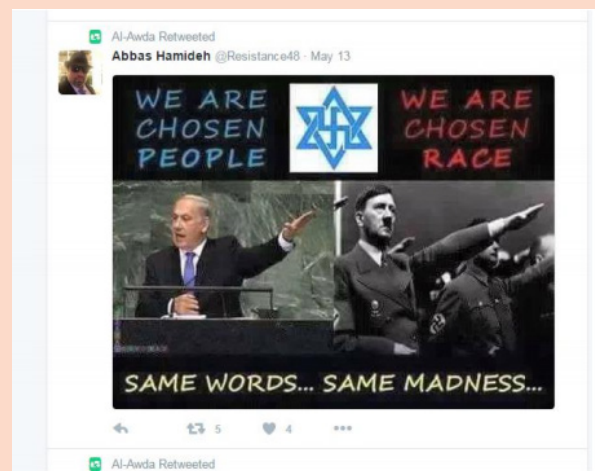 Al-Awda Retweeted
Abbas Hamideh @Resistance48 · May 13
WE ARE
CHOSEN
PEOPLE
WE ARE
CHOSEN
RACE
SAME WORDS... SAME MADNESS...
5
4
Al-Awda Retweeted